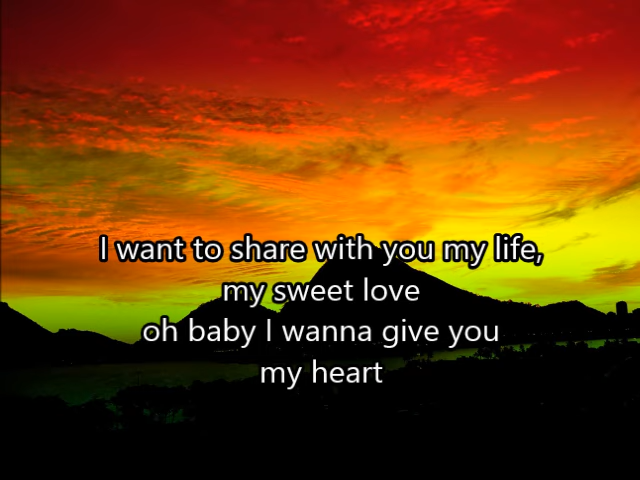 I want to share with you my life,
my sweet love
oh baby I wanna give you
my heart